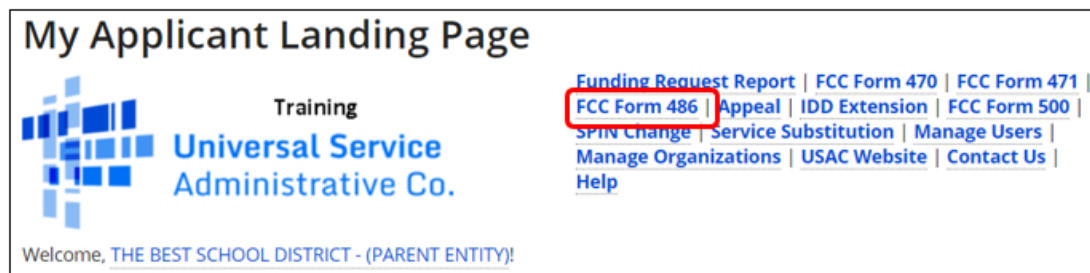 My Applicant Landing Page
Training
Universal Service
Administrative Co.
Funding Request Report | FCC Form 470 | FCC Form 471 |
FCC Form 486 | Appeal | IDD Extension | FCC Form 500 |
SPIN Change | Service Substitution | Manage Users |
Manage Organizations | USAC Website | Contact Us |
Help
Welcome, THE BEST SCHOOL DISTRICT - (PARENT ENTITY)!